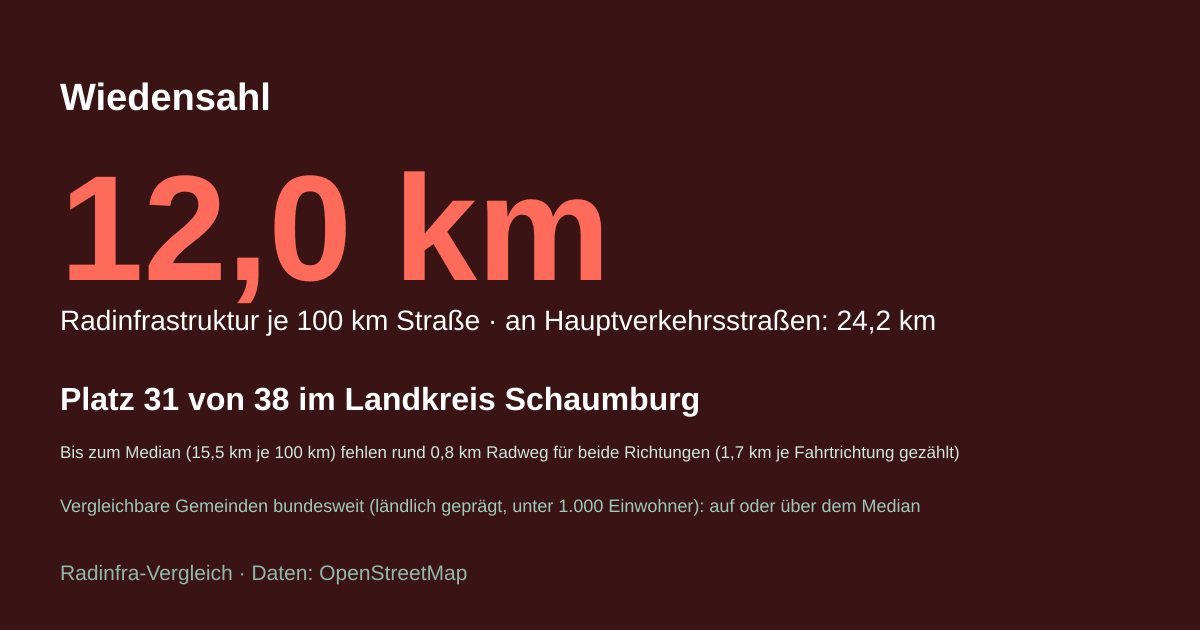 Wiedensahl
12,0 km
Radinfrastruktur je 100 km Straße · an Hauptverkehrsstraßen: 24,2 km
Platz 31 von 38 im Landkreis Schaumburg
Bis zum Median (15,5 km je 100 km) fehlen rund 0,8 km Radweg für beide Richtungen (1,7 km je Fahrtrichtung gezählt)
Vergleichbare Gemeinden bundesweit (ländlich geprägt, unter 1.000 Einwohner): auf oder über dem Median
Radinfra-Vergleich · Daten: OpenStreetMap